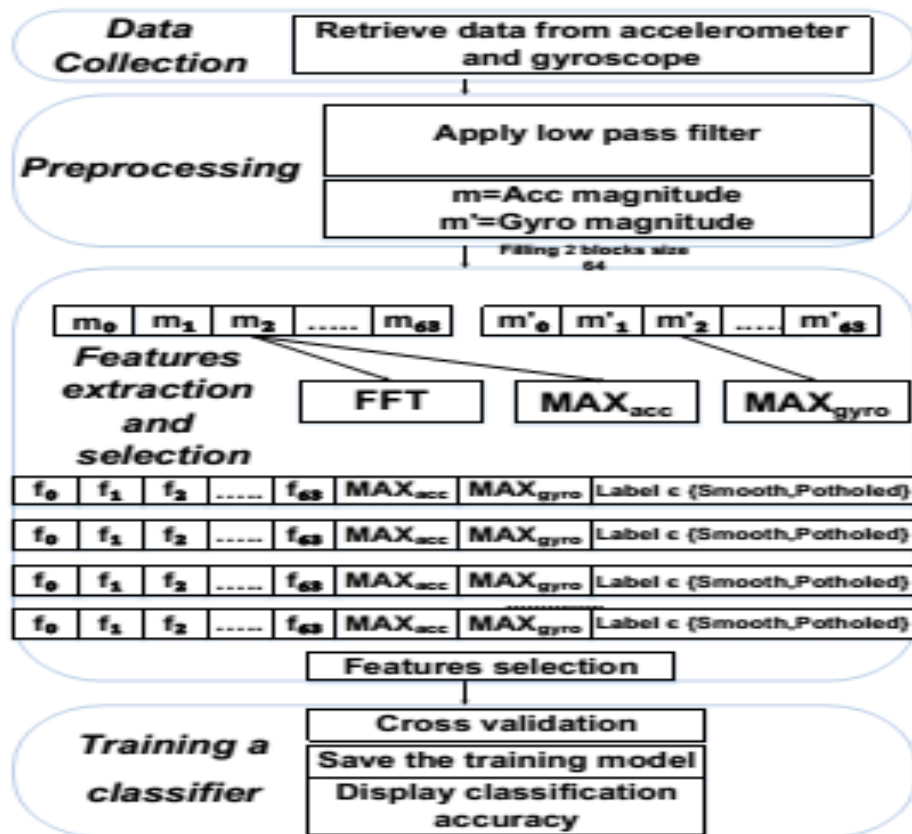 Data
Collection
Retrieve data from accelerometer
and gyroscope
Preprocessing
Apply low pass filter
m=Acc magnitude
m'=Gyro magnitude
Filling 2 blocks size
64
m₀ m₁ m₂ ..... m₆₃ m'₀ m'₁ m'₂ ..... m'₆₃
Features
extraction
and
selection
FFT MAXacc MAXgyro
f₀ f₁ f₂ ..... f₆₃ MAXacc MAXgyro Label ϵ {Smooth,Potholed}
f₀ f₁ f₂ ..... f₆₃ MAXacc MAXgyro Label ϵ {Smooth,Potholed}
f₀ f₁ f₂ ..... f₆₃ MAXacc MAXgyro Label ϵ {Smooth,Potholed}
f₀ f₁ f₂ ..... f₆₃ MAXacc MAXgyro Label ϵ {Smooth,Potholed}
Features selection
Training a
classifier
Cross validation
Save the training model
Display classification
accuracy